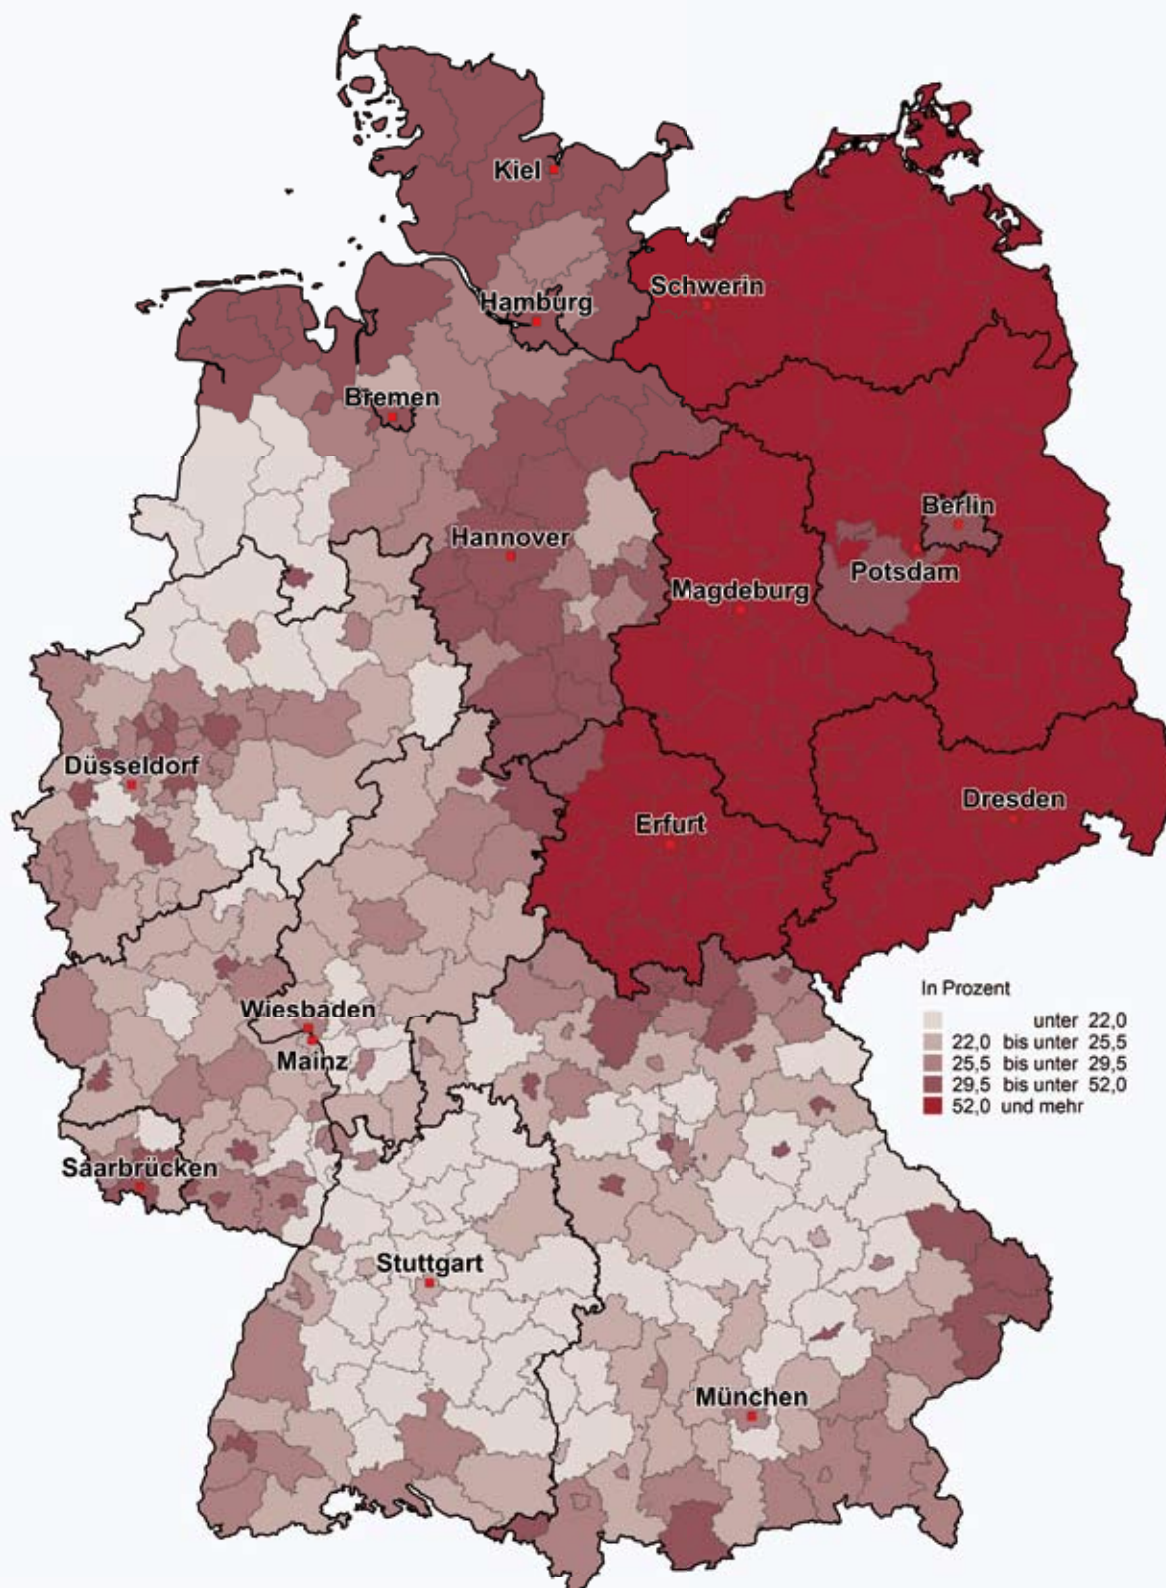 Kiel
Schwerin
Hamburg
Bremen
Berlin
Hannover
Potsdam
Magdeburg
Düsseldorf
Dresden
Erfurt
In Prozent
unter 22,0
22,0 bis unter 25,5
25,5 bis unter 29,5
29,5 bis unter 52,0
52,0 und mehr
Wiesbaden
Mainz
Saarbrücken
Stuttgart
München